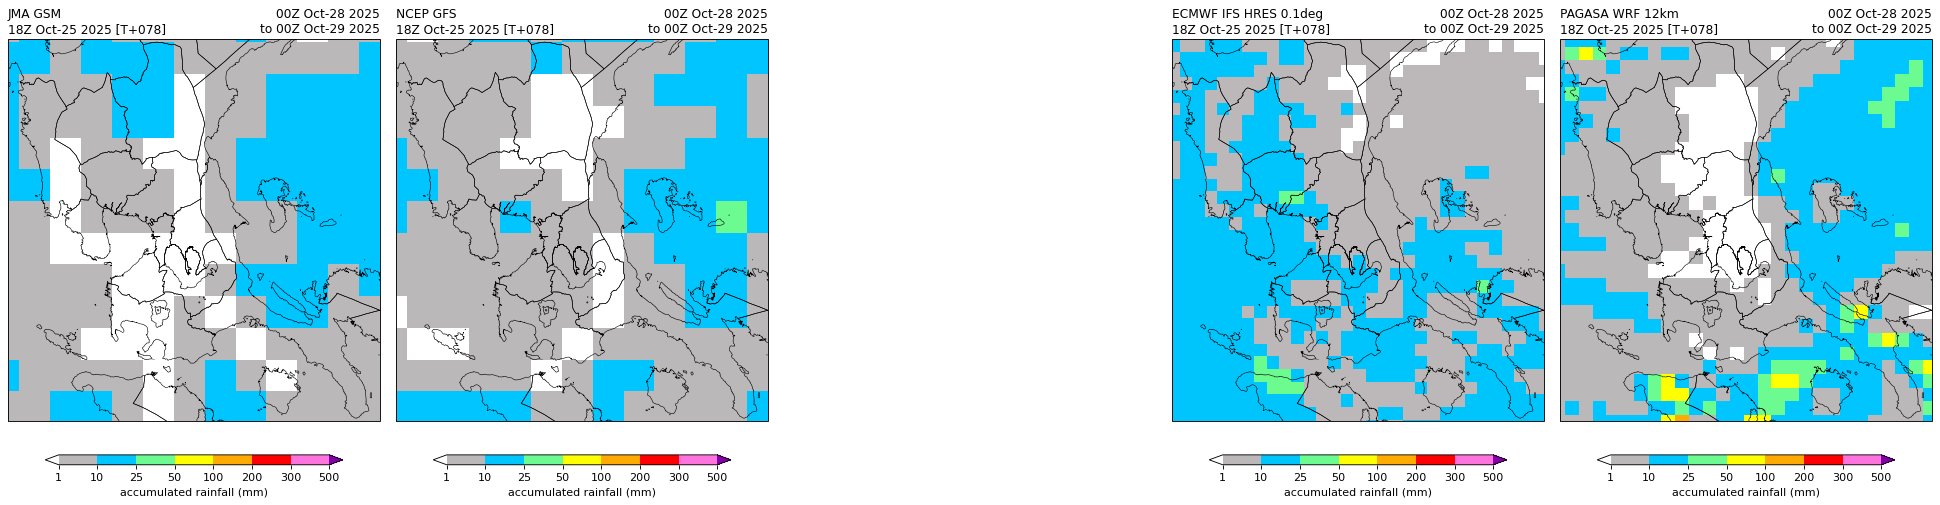 JMA GSM 00Z Oct-28 2025
18Z Oct-25 2025 [T+078] to 00Z Oct-29 2025
1 10 25 50 100 200 300 500
accumulated rainfall (mm)
NCEP GFS 00Z Oct-28 2025
18Z Oct-25 2025 [T+078] to 00Z Oct-29 2025
1 10 25 50 100 200 300 500
accumulated rainfall (mm)
ECMWF IFS HRES 0.1deg 00Z Oct-28 2025
18Z Oct-25 2025 [T+078] to 00Z Oct-29 2025
1 10 25 50 100 200 300 500
accumulated rainfall (mm)
PAGASA WRF 12km 00Z Oct-28 2025
18Z Oct-25 2025 [T+078] to 00Z Oct-29 2025
1 10 25 50 100 200 300 500
accumulated rainfall (mm)